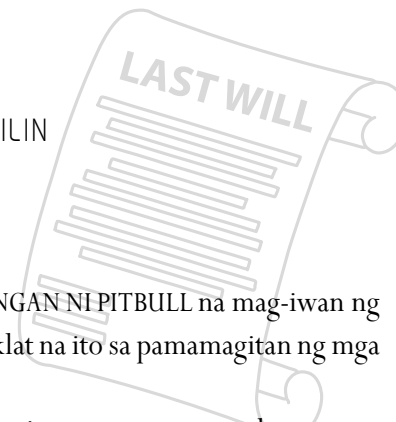 LAST WILL
ILIN
NGAN NI PITBULL na mag-iwan ng
klat na ito sa pamamagitan ng mga